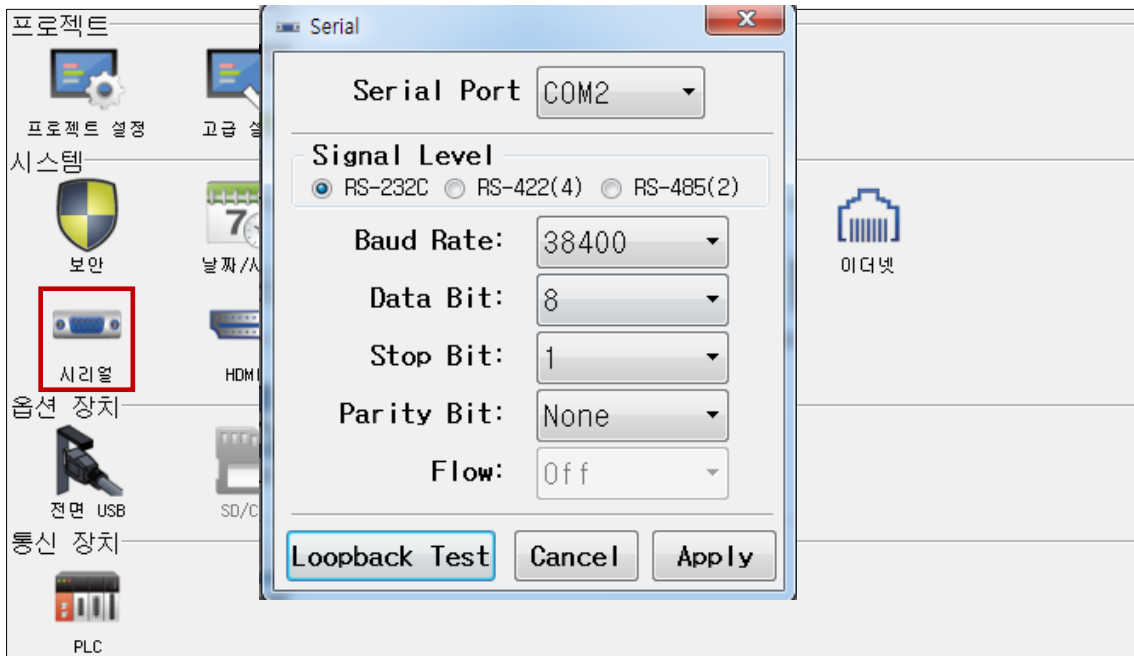 프로젝트
프로젝트 설정
고급
시스템
보안
날짜/
이더넷
시리얼
HDMI
옵션 장치
전면 USB
SD/C
통신 장치
PLC
Serial
Serial Port COM2
Signal Level
RS-232C RS-422(4) RS-485(2)
Baud Rate: 38400
Data Bit: 8
Stop Bit: 1
Parity Bit: None
Flow: Off
Loopback Test Cancel Apply
7